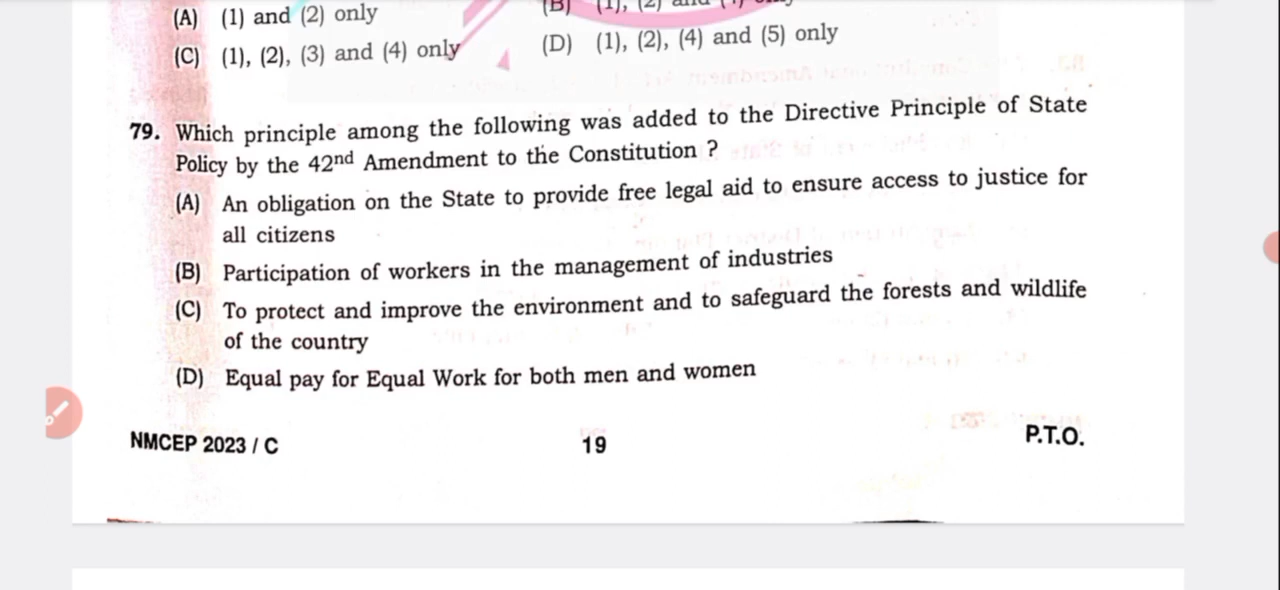 (A) (1) and (2) only
(C) (1), (2), (3) and (4) only
(D) (1), (2), (4) and (5) only
79. Which principle among the following was added to the Directive Principle of State
Policy by the 42nd Amendment to the Constitution ?
(A) An obligation on the State to provide free legal aid to ensure access to justice for
all citizens
(B) Participation of workers in the management of industries
(C) To protect and improve the environment and to safeguard the forests and wildlife
of the country
(D) Equal pay for Equal Work for both men and women
NMCEP 2023 / C
19
P.T.O.